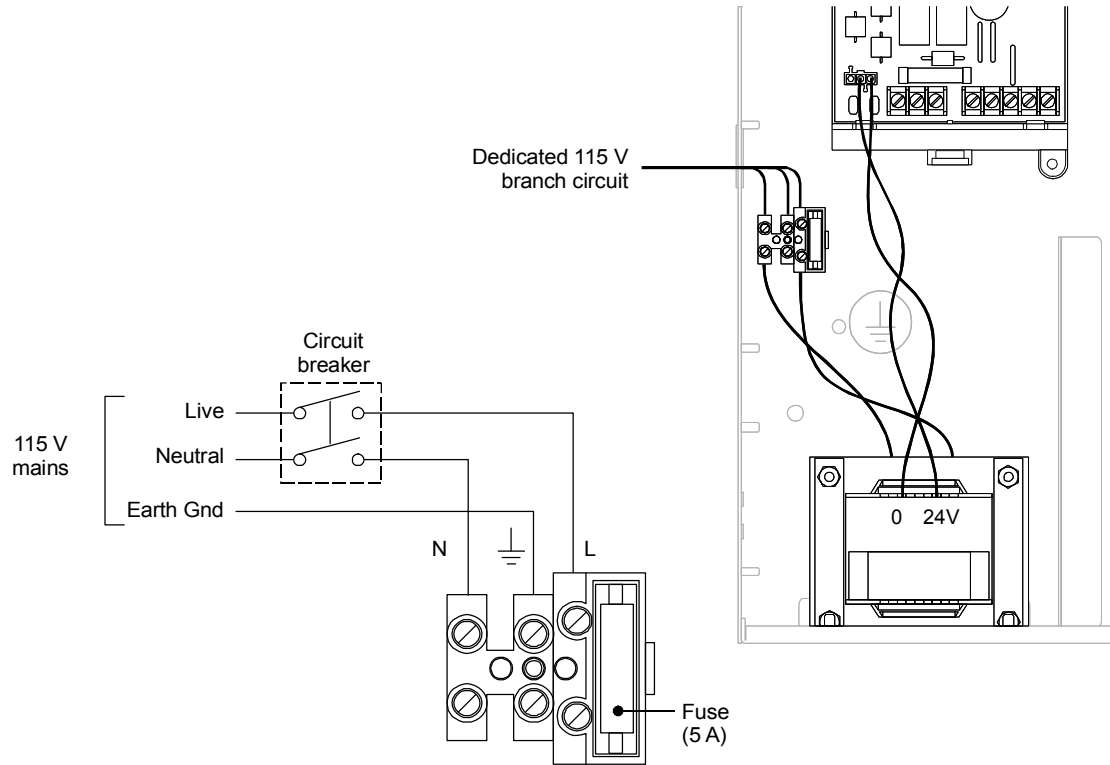 Dedicated 115 V
branch circuit
Circuit
breaker
115 V
mains
Live
Neutral
Earth Gnd
N
L
Fuse
(5 A)
0 24V